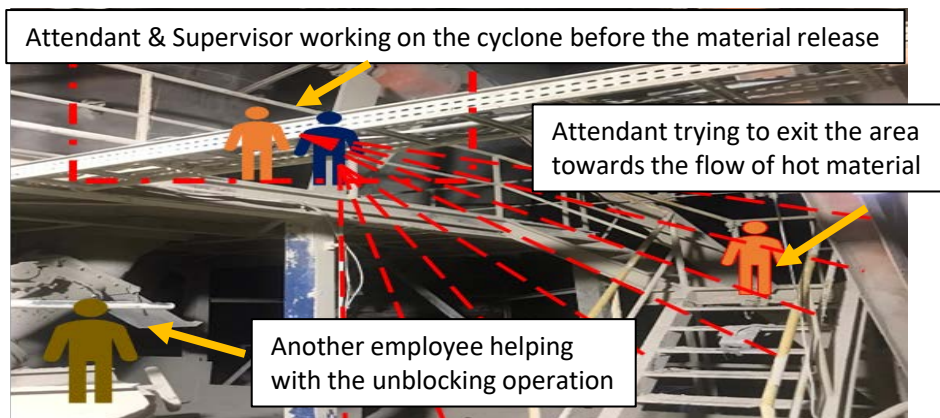 Attendant & Supervisor working on the cyclone before the material release
Attendant trying to exit the area
towards the flow of hot material
Another employee helping
with the unblocking operation